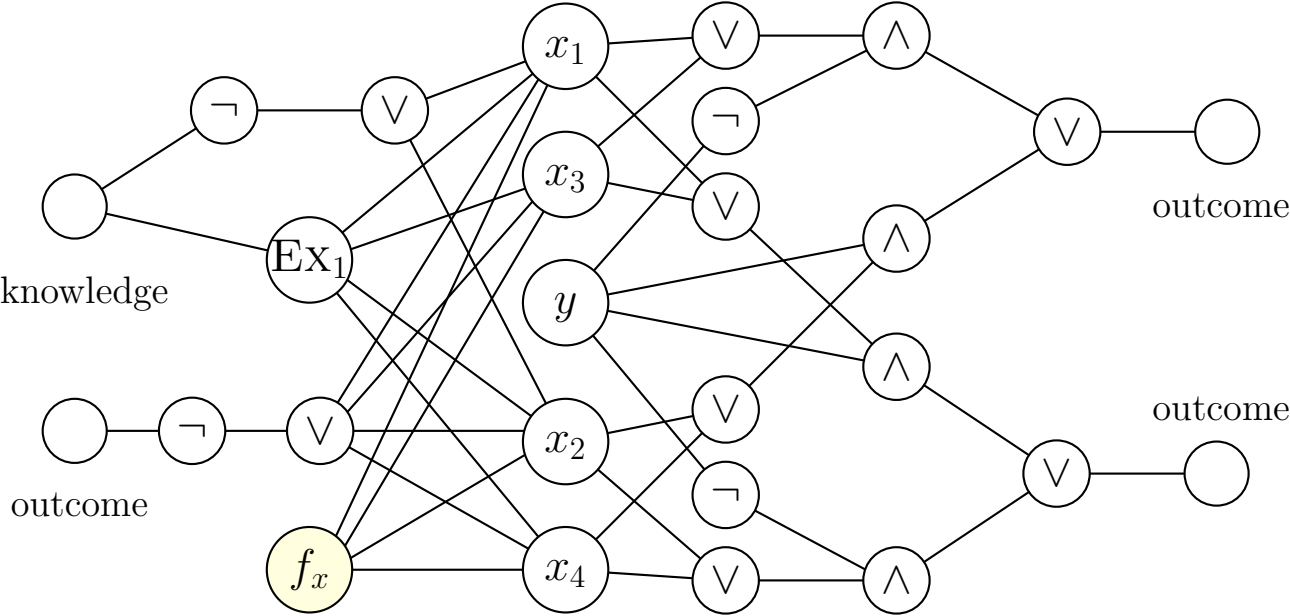 x₁
∨
∧
¬
∨
¬
∨
x₃
∨
∧
outcome
Ex₁
knowledge
y
∧
outcome
¬
∨
x₂
∨
∨
¬
outcome
fₓ
x₄
∨
∧